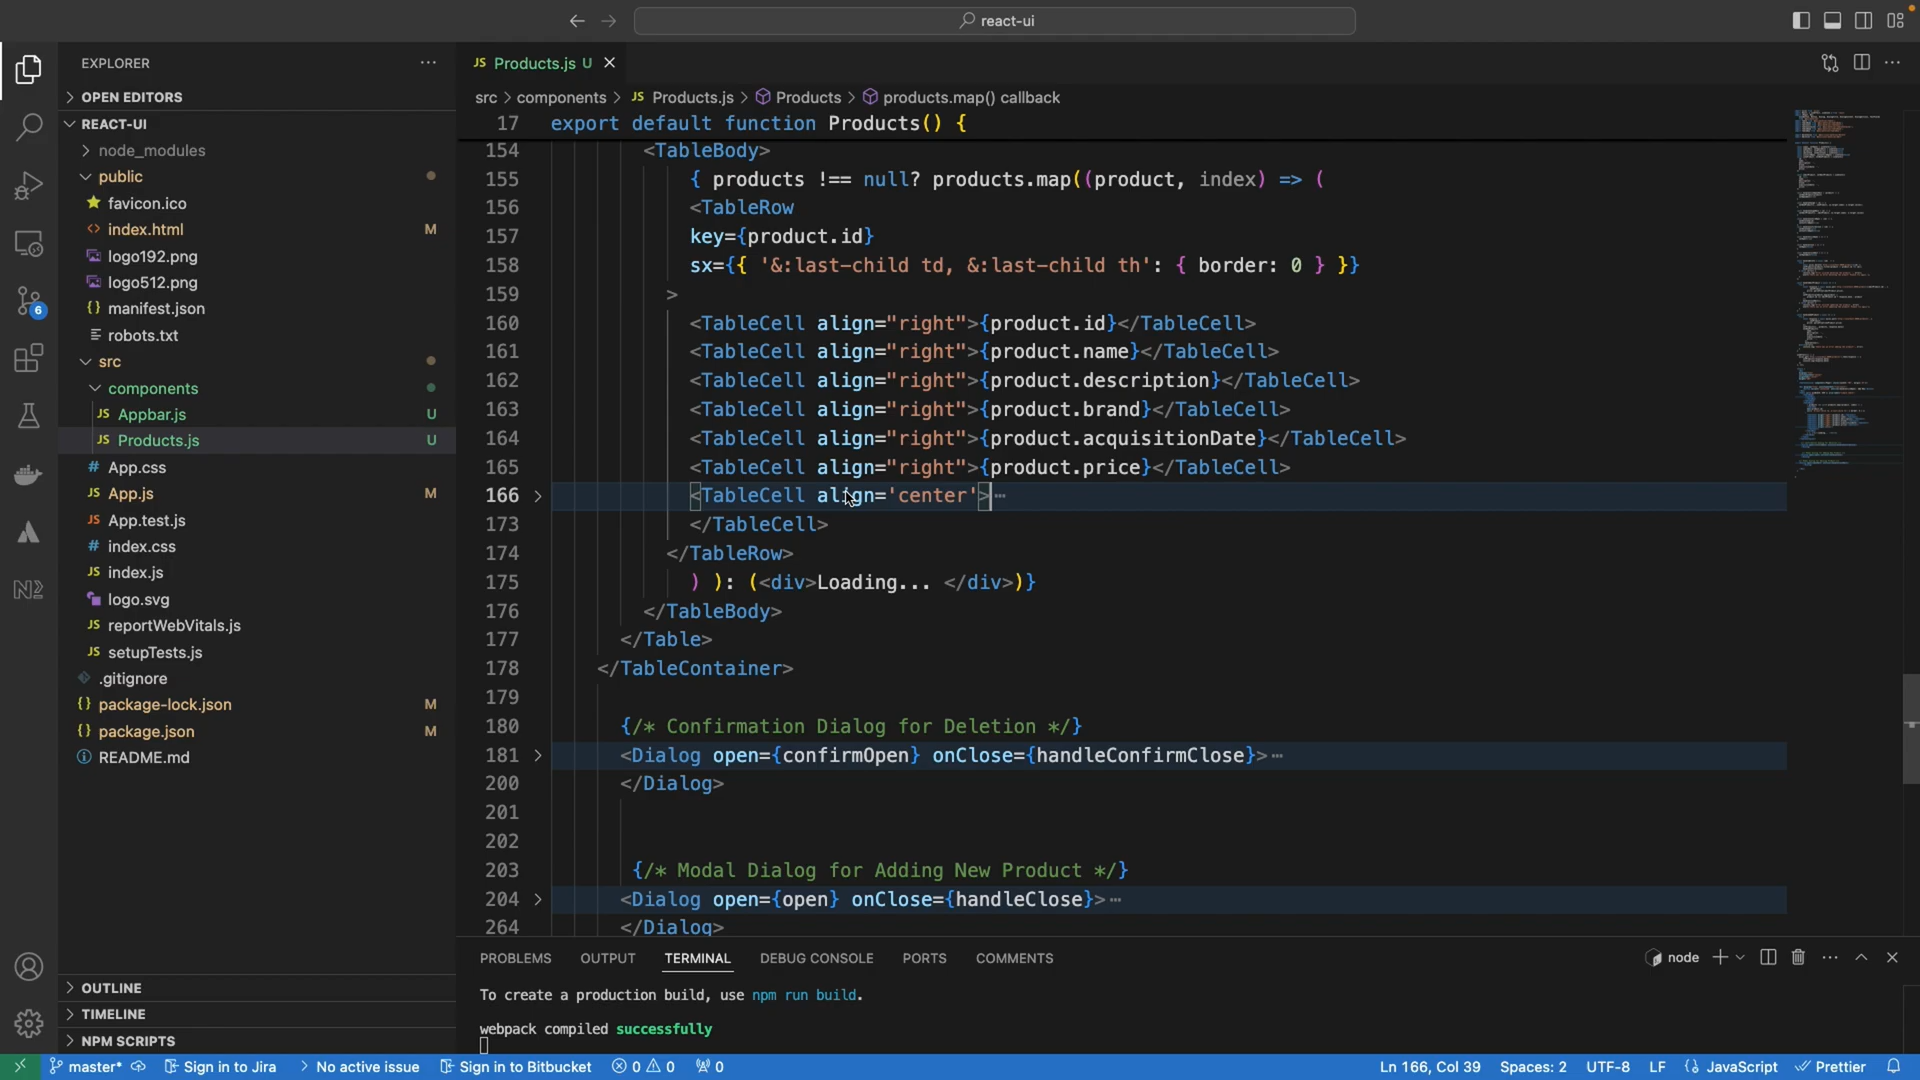 react-ui
EXPLORER
OPEN EDITORS
REACT-UI
node_modules
public
favicon.ico
index.html M
logo192.png
logo512.png
manifest.json
robots.txt
src
components
JS Appbar.js U
JS Products.js U
# App.css
JS App.js M
JS App.test.js
# index.css
JS index.js
logo.svg
JS reportWebVitals.js
JS setupTests.js
.gitignore
{} package-lock.json M
{} package.json M
README.md
OUTLINE
TIMELINE
NPM SCRIPTS
6
JS Products.js U
src > components > JS Products.js > Products > products.map() callback
17 export default function Products() {
154 <TableBody>
155 { products !== null? products.map((product, index) => (
156 <TableRow
157 key={product.id}
158 sx={{ '&:last-child td, &:last-child th': { border: 0 } }}
159 >
160 <TableCell align="right">{product.id}</TableCell>
161 <TableCell align="right">{product.name}</TableCell>
162 <TableCell align="right">{product.description}</TableCell>
163 <TableCell align="right">{product.brand}</TableCell>
164 <TableCell align="right">{product.acquisitionDate}</TableCell>
165 <TableCell align="right">{product.price}</TableCell>
166 <TableCell align='center'>⋯
173 </TableCell>
174 </TableRow>
175 ) ): (<div>Loading... </div>)}
176 </TableBody>
177 </Table>
178 </TableContainer>
179
180 {/* Confirmation Dialog for Deletion */}
181 <Dialog open={confirmOpen} onClose={handleConfirmClose}>⋯
200 </Dialog>
201
202
203 {/* Modal Dialog for Adding New Product */}
204 <Dialog open={open} onClose={handleClose}>⋯
264 </Dialog>
PROBLEMS OUTPUT TERMINAL DEBUG CONSOLE PORTS COMMENTS
node
To create a production build, use npm run build.
webpack compiled successfully
master* Sign in to Jira > No active issue Sign in to Bitbucket 0 0 0 Ln 166, Col 39 Spaces: 2 UTF-8 LF {} JavaScript Prettier